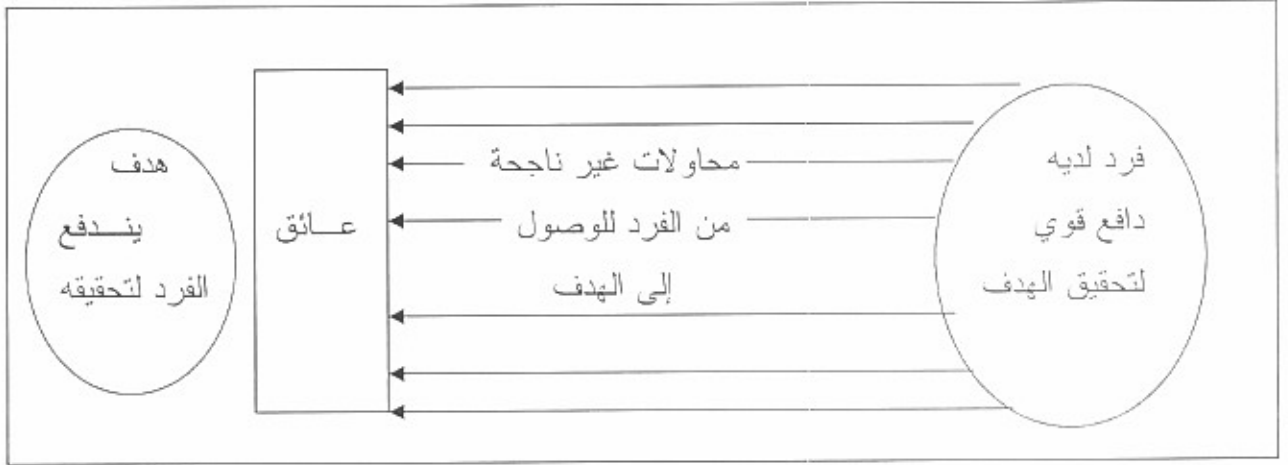 فرد لديه
دافع قوي
لتحقيق الهدف
محاولات غير ناجحة
من الفرد للوصول
إلى الهدف
عـــائق
هدف
ينـــدفع
الفرد لتحقيقه